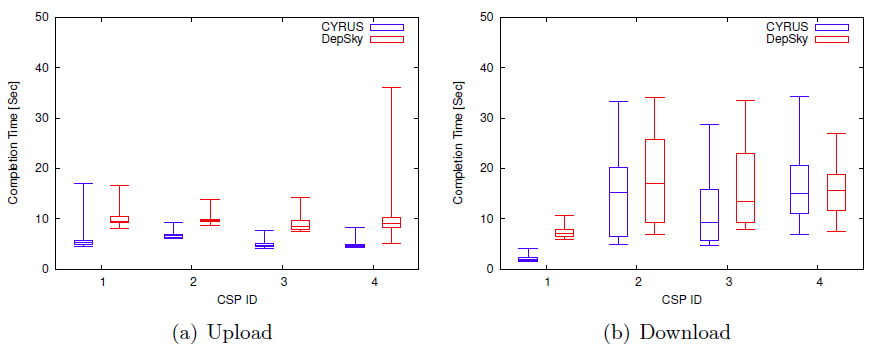 50
40
30
20
10
0
Completion Time [Sec]
CYRUS
DepSky
1 2 3 4
CSP ID
(a) Upload
50
40
30
20
10
0
Completion Time [Sec]
CYRUS
DepSky
1 2 3 4
CSP ID
(b) Download